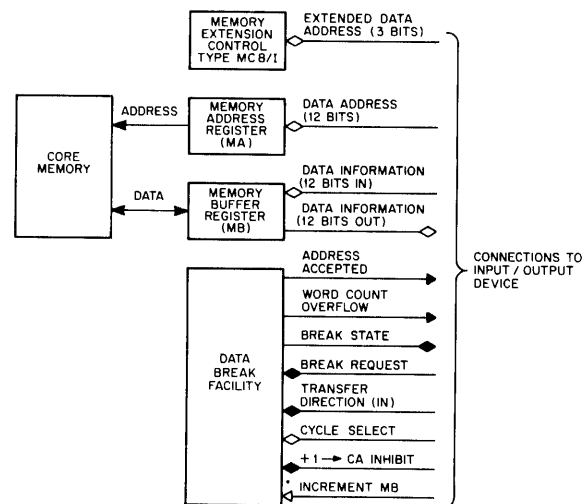 MEMORY
EXTENSION
CONTROL
TYPE MC8/I
EXTENDED DATA
ADDRESS (3 BITS)
CORE
MEMORY
ADDRESS
MEMORY
ADDRESS
REGISTER
(MA)
DATA ADDRESS
(12 BITS)
DATA
MEMORY
BUFFER
REGISTER
(MB)
DATA INFORMATION
(12 BITS IN)
DATA INFORMATION
(12 BITS OUT)
DATA
BREAK
FACILITY
ADDRESS
ACCEPTED
WORD COUNT
OVERFLOW
BREAK STATE
BREAK REQUEST
TRANSFER
DIRECTION (IN)
CYCLE SELECT
+1 → CA INHIBIT
INCREMENT MB
CONNECTIONS TO
INPUT / OUTPUT
DEVICE